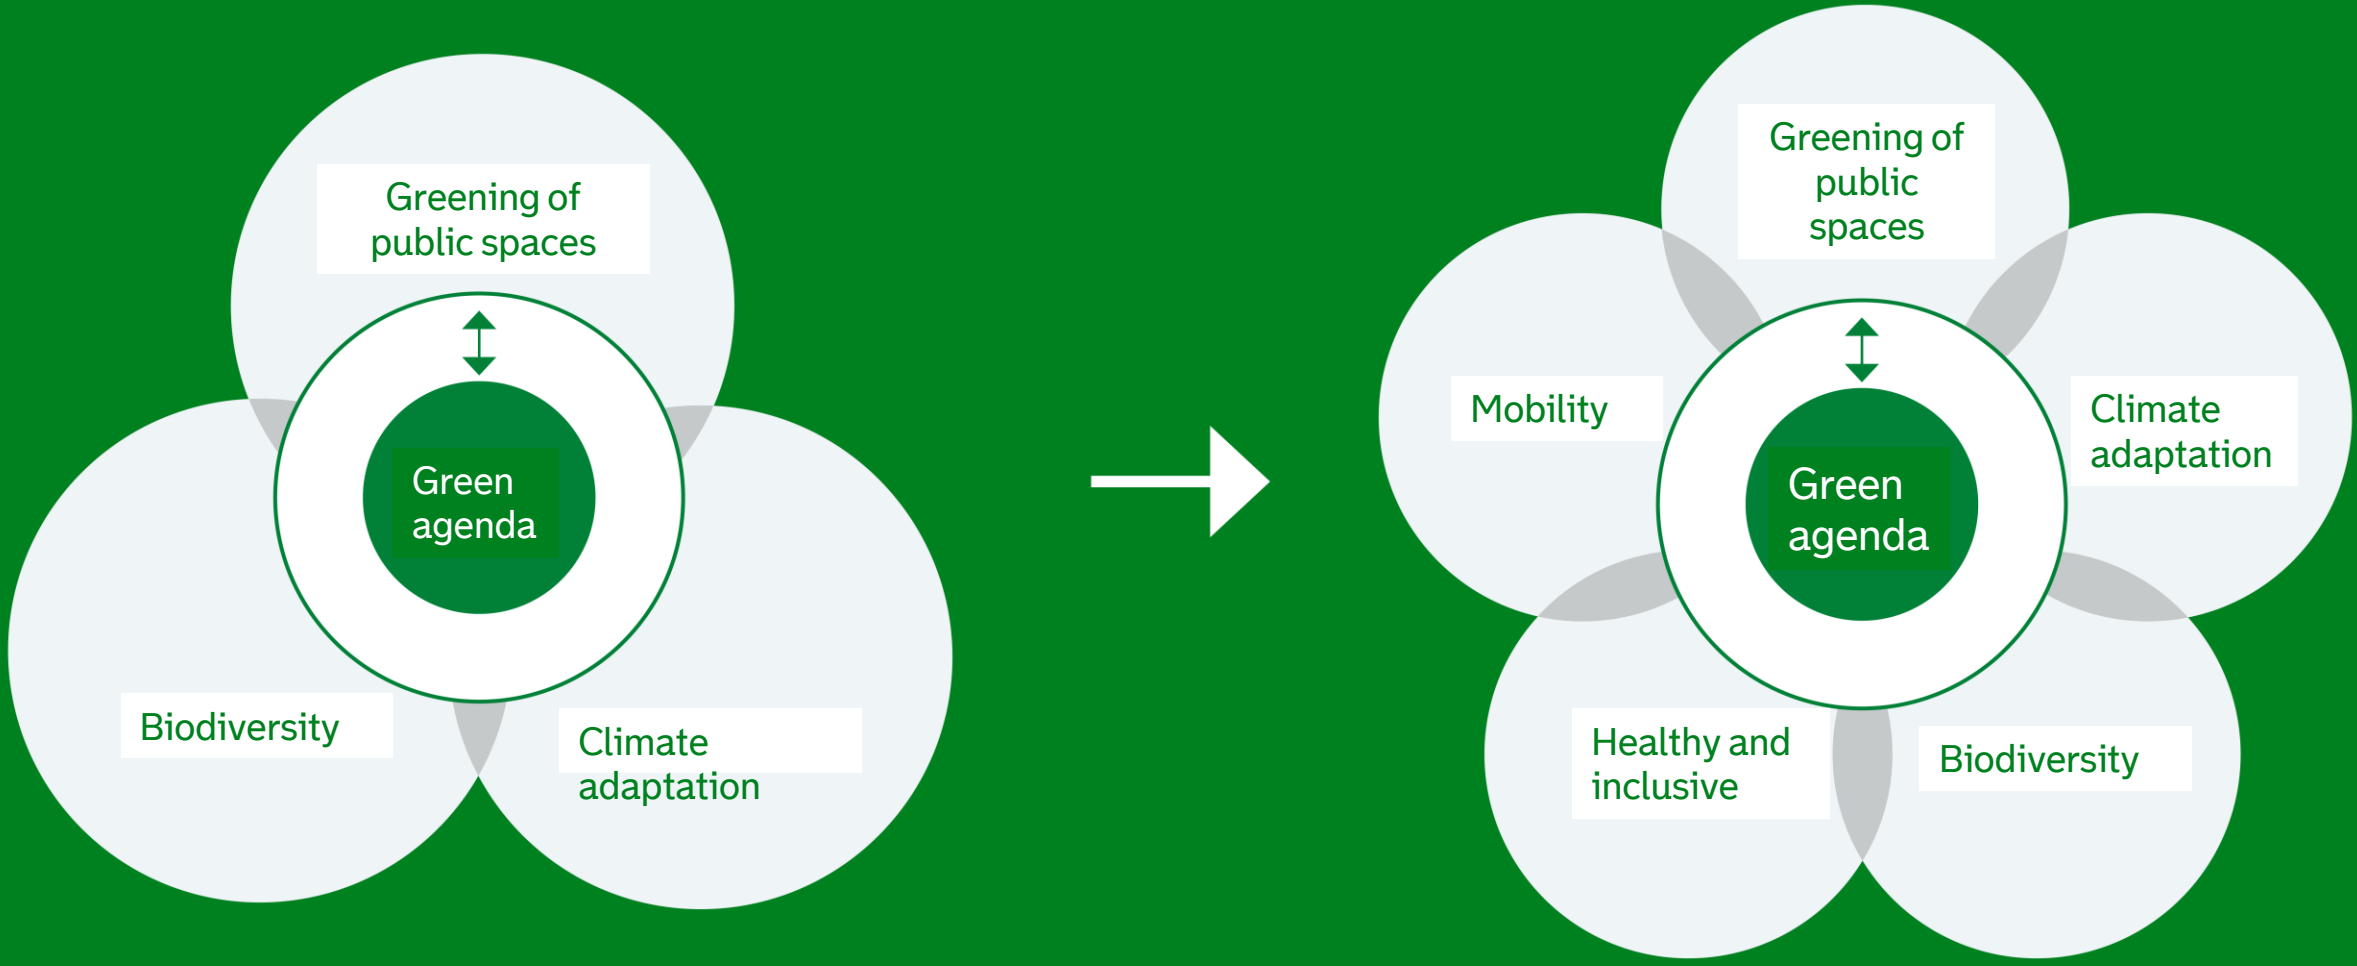 Greening of
public spaces
Green
agenda
Biodiversity
Climate
adaptation
Greening of
public
spaces
Mobility
Climate
adaptation
Green
agenda
Healthy and
inclusive
Biodiversity